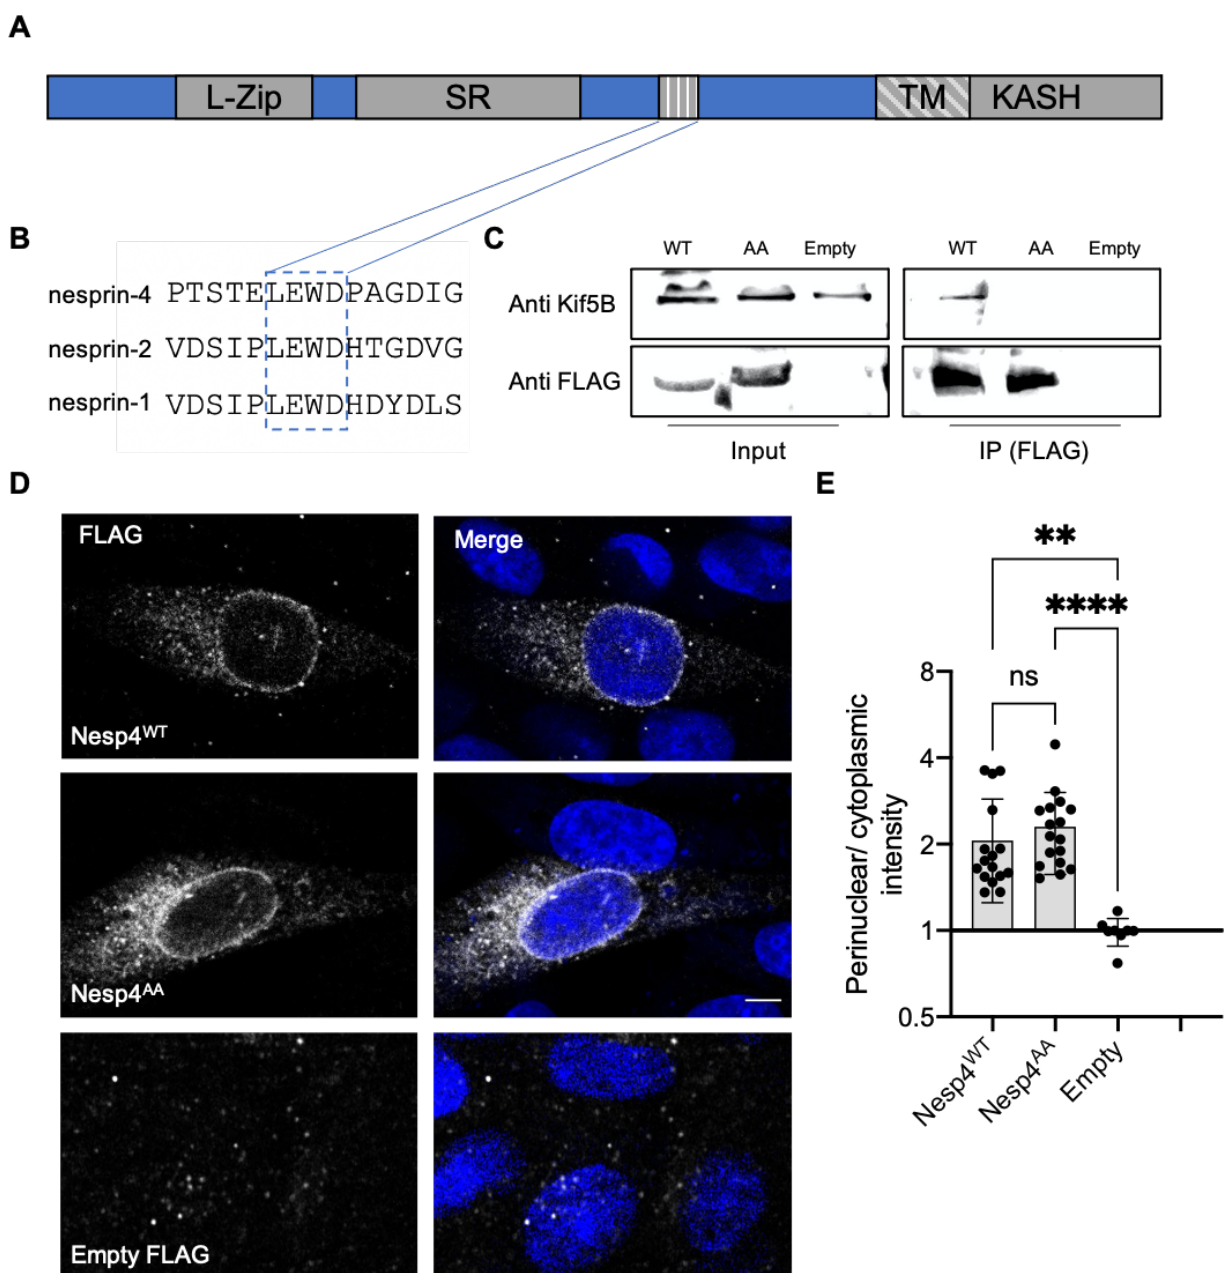 A
L-Zip SR TM KASH
B
nesprin-4 PTSTELEWDPAGDIG
nesprin-2 VDSIPLEWDHTGDVG
nesprin-1 VDSIPLEWDHDYDLS
C
WT AA Empty WT AA Empty
Anti Kif5B
Anti FLAG
Input IP (FLAG)
D
FLAG Merge
Nesp4WT
Nesp4AA
Empty FLAG
E
**
****
ns
Perinuclear/ cytoplasmic
intensity
8
4
2
1
0.5
Nesp4WT
Nesp4AA
Empty